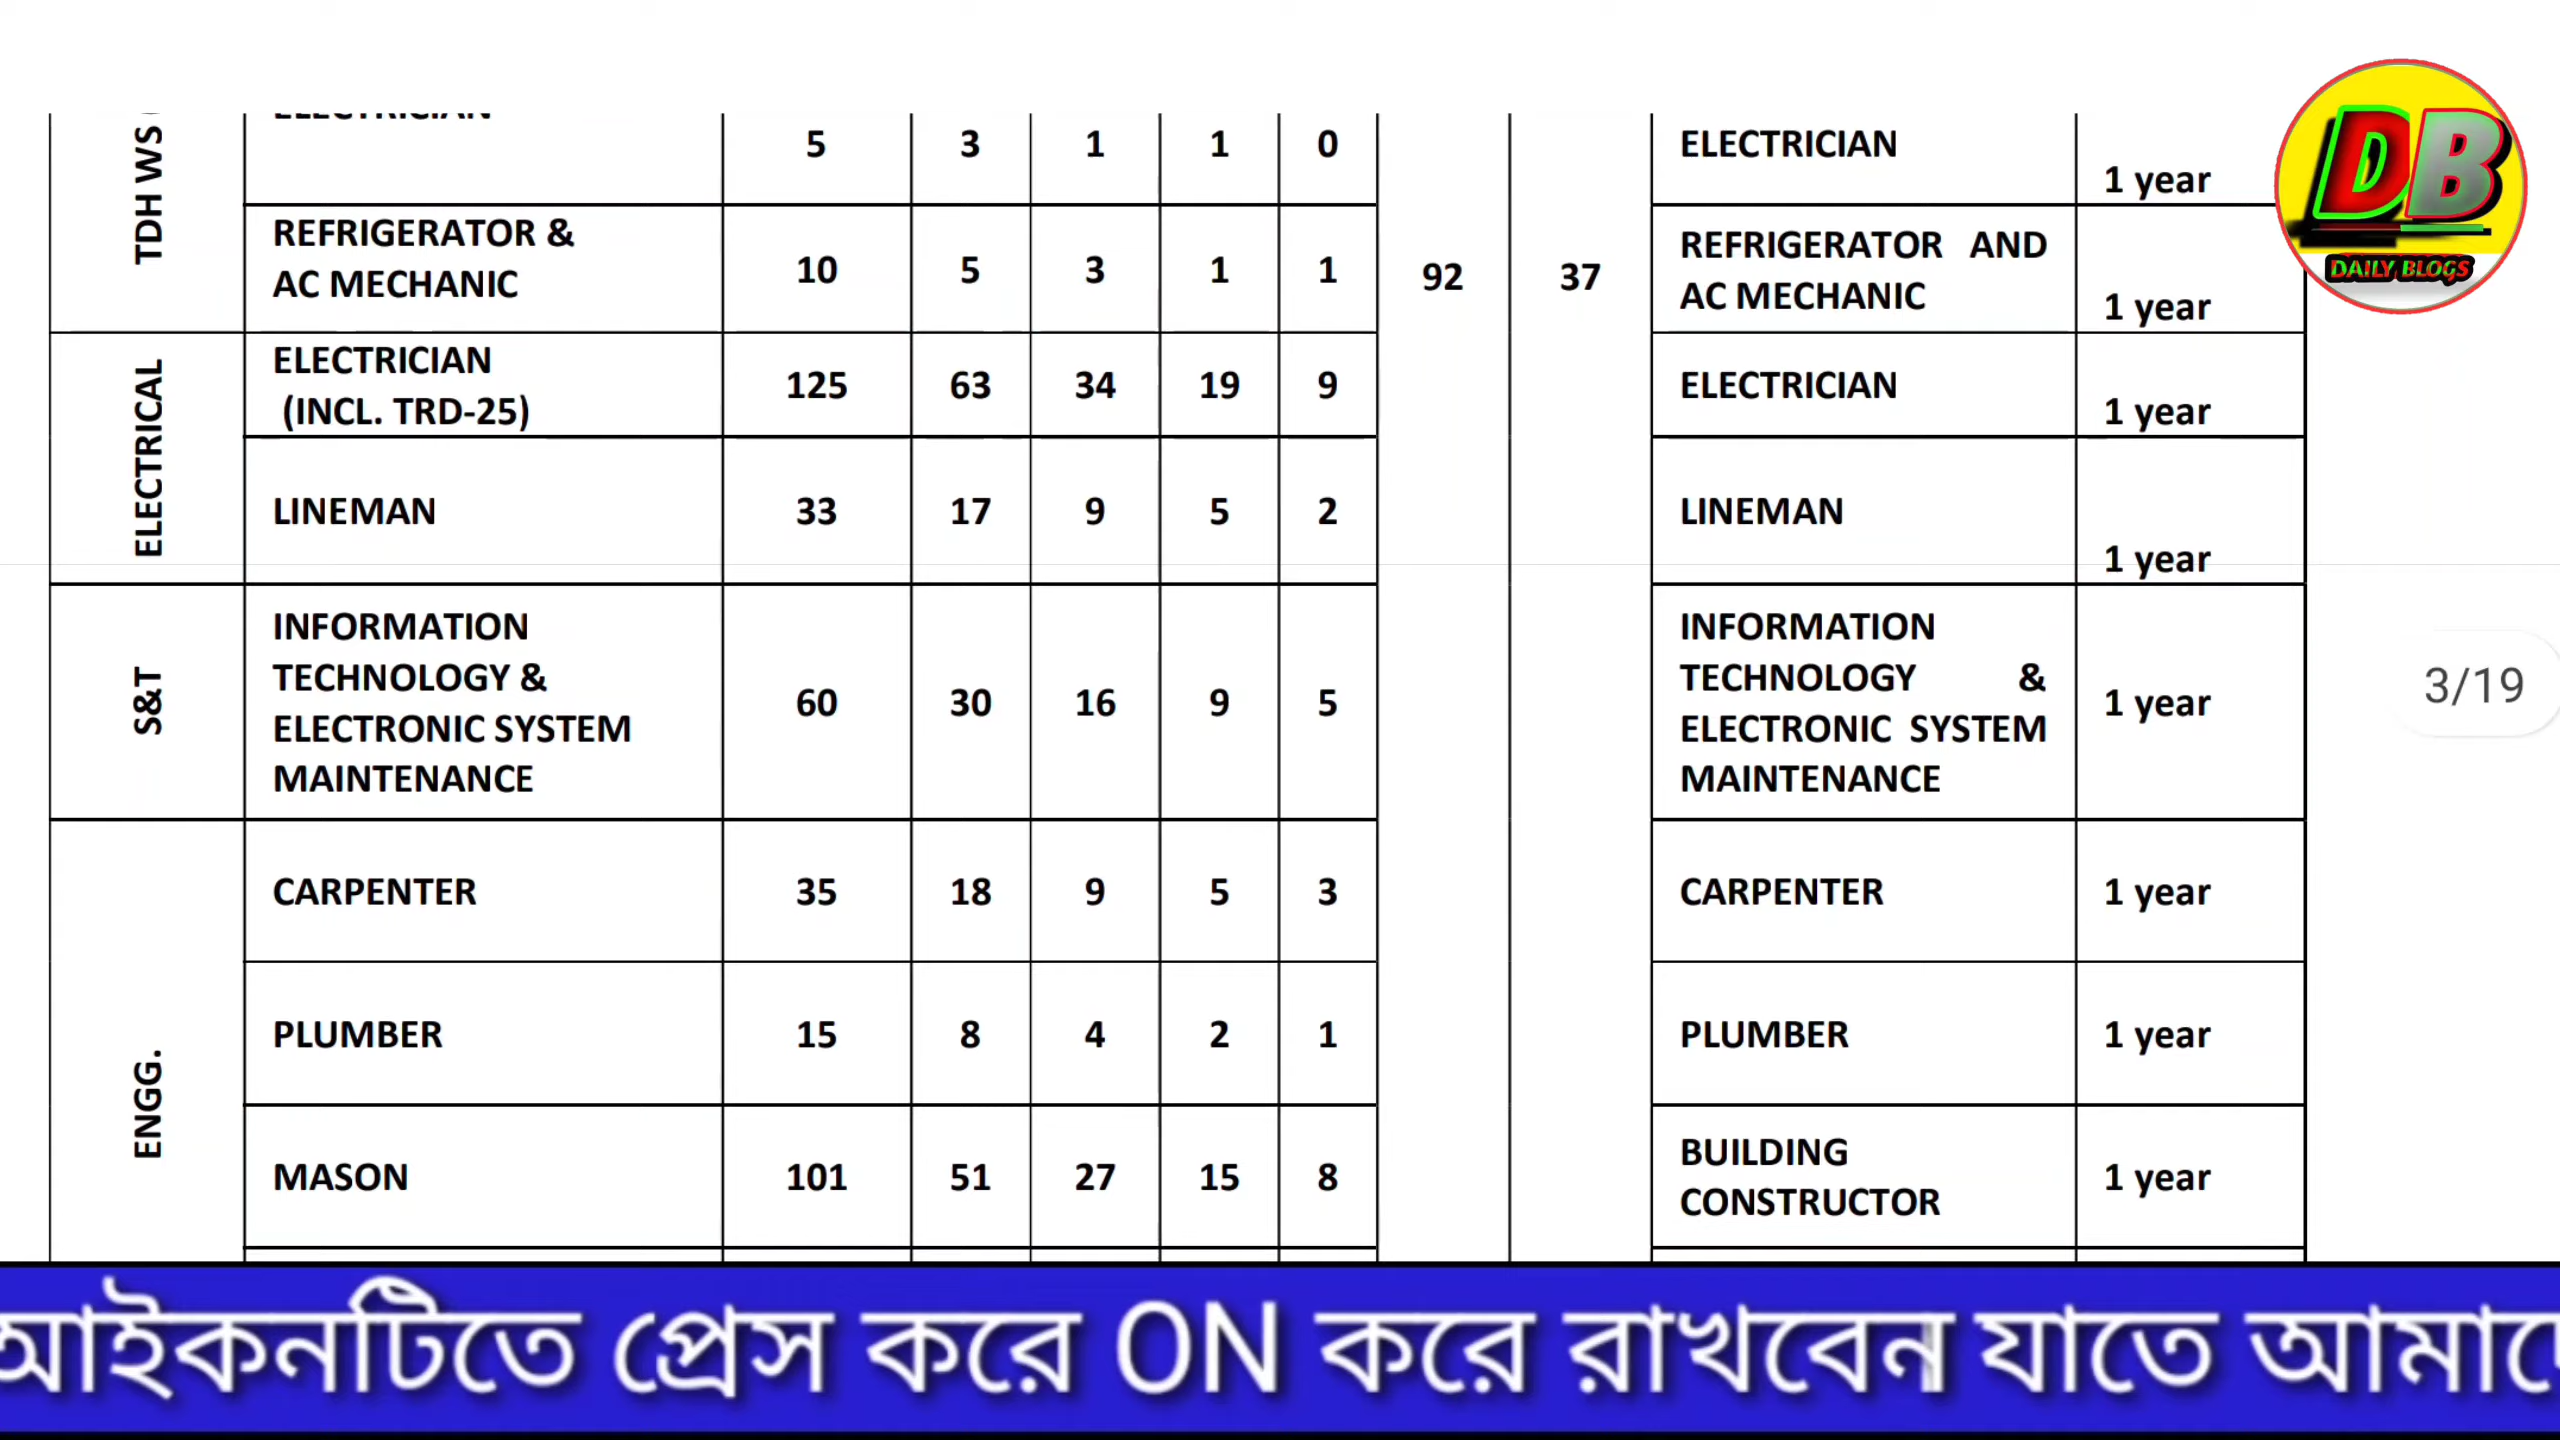 TDH WS
ELECTRICIAN
5 3 1 1 0
ELECTRICIAN
1 year
REFRIGERATOR &
AC MECHANIC
10 5 3 1 1
92 37
REFRIGERATOR AND
AC MECHANIC
1 year
ELECTRICAL
ELECTRICIAN
(INCL. TRD-25)
125 63 34 19 9
ELECTRICIAN
1 year
LINEMAN
33 17 9 5 2
LINEMAN
1 year
S&T
INFORMATION
TECHNOLOGY &
ELECTRONIC SYSTEM
MAINTENANCE
60 30 16 9 5
INFORMATION
TECHNOLOGY &
ELECTRONIC SYSTEM
MAINTENANCE
1 year
ENGG.
CARPENTER
35 18 9 5 3
CARPENTER
1 year
PLUMBER
15 8 4 2 1
PLUMBER
1 year
MASON
101 51 27 15 8
BUILDING
CONSTRUCTOR
1 year
DB
DAILY BLOGS
3/19
আইকনটিতে প্রেস করে ON করে রাখবেন যাতে